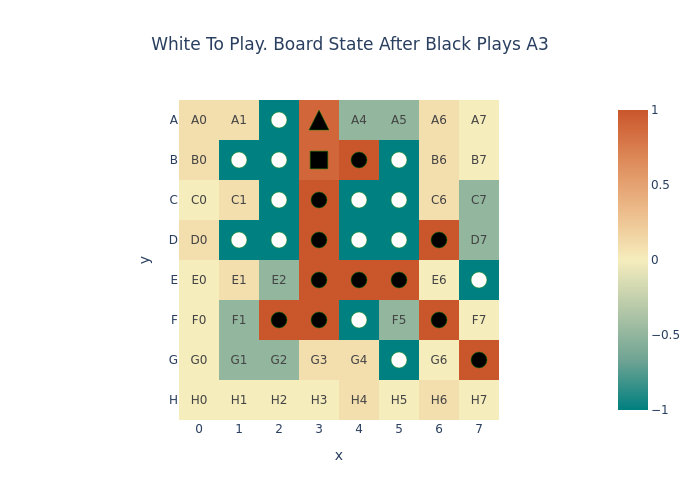 White To Play. Board State After Black Plays A3
A A0 A1 A4 A5 A6 A7
B B0 B6 B7
C C0 C1 C6 C7
D D0 D7
E E0 E1 E2 E6
F F0 F1 F5 F7
G G0 G1 G2 G3 G4 G6
H H0 H1 H2 H3 H4 H5 H6 H7
0 1 2 3 4 5 6 7
x
y
1
0.5
0
−0.5
−1